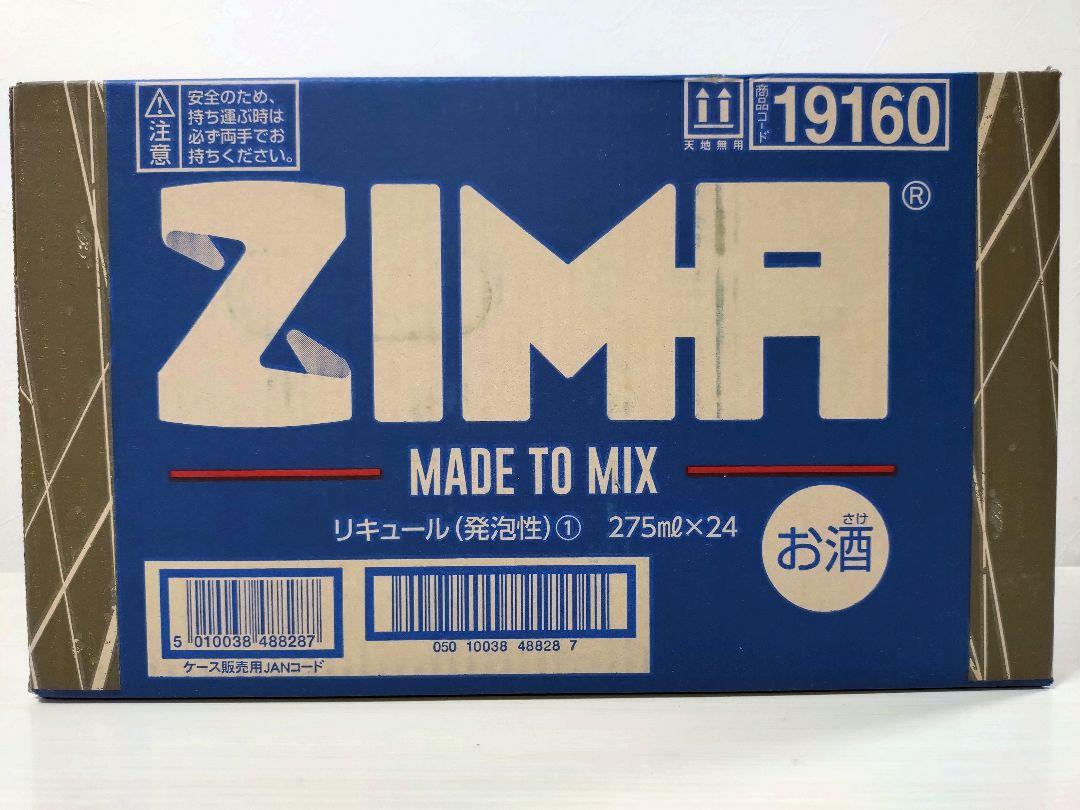 注意
安全のため、
持ち運ぶ時は
必ず両手でお
持ちください。
天地無用
商品コード
19160
ZIMA®
MADE TO MIX
リキュール(発泡性)① 275mℓ×24
さけ
お酒
5 010038 488287
ケース販売用JANコード
050 10038 48828 7